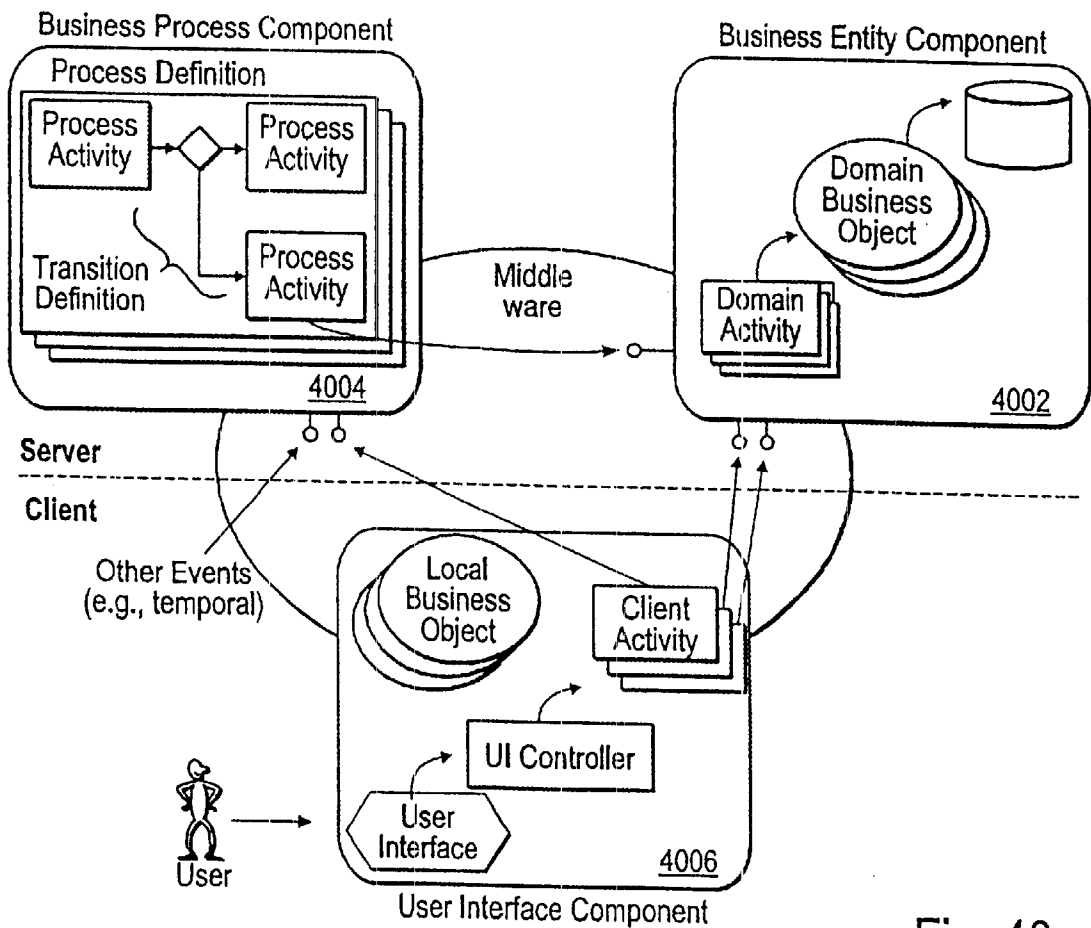 Business Process Component
Process Definition
Process
Activity
Process
Activity
Process
Activity
Transition
Definition
4004
Middle
ware
Business Entity Component
Domain
Business
Object
Domain
Activity
4002
Server
Client
Other Events
(e.g., temporal)
Local
Business
Object
Client
Activity
UI Controller
User
Interface
4006
User
User Interface Component